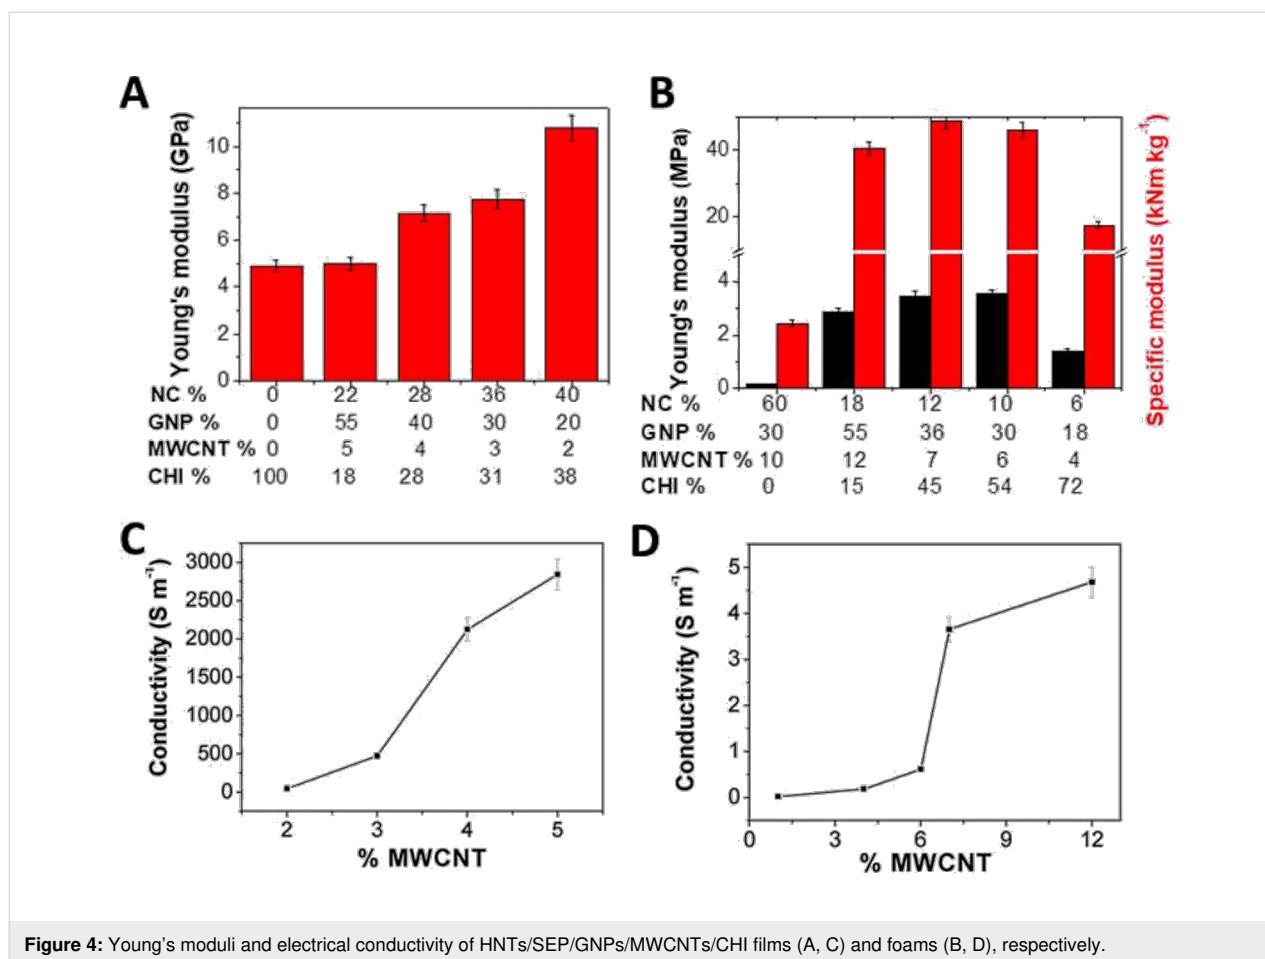 A
Young's modulus (GPa)
10
8
6
4
2
0
NC % 0 22 28 36 40
GNP % 0 55 40 30 20
MWCNT % 0 5 4 3 2
CHI % 100 18 28 31 38
B
Young's modulus (MPa)
40
20
4
2
0
Specific modulus (kNm kg⁻¹)
NC % 60 18 12 10 6
GNP % 30 55 36 30 18
MWCNT % 10 12 7 6 4
CHI % 0 15 45 54 72
C
Conductivity (S m⁻¹)
3000
2500
2000
1500
1000
500
0
2 3 4 5
% MWCNT
D
Conductivity (S m⁻¹)
5
4
3
2
1
0
0 3 6 9 12
% MWCNT
Figure 4: Young's moduli and electrical conductivity of HNTs/SEP/GNPs/MWCNTs/CHI films (A, C) and foams (B, D), respectively.